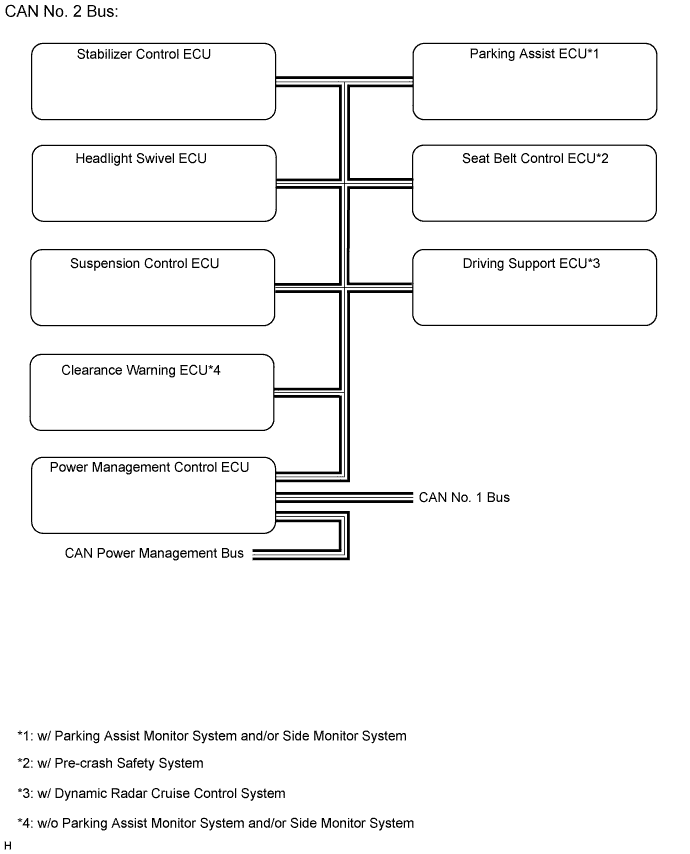 CAN No. 2 Bus:
Stabilizer Control ECU
Parking Assist ECU*1
Headlight Swivel ECU
Seat Belt Control ECU*2
Suspension Control ECU
Driving Support ECU*3
Clearance Warning ECU*4
Power Management Control ECU
CAN No. 1 Bus
CAN Power Management Bus
*1: w/ Parking Assist Monitor System and/or Side Monitor System
*2: w/ Pre-crash Safety System
*3: w/ Dynamic Radar Cruise Control System
*4: w/o Parking Assist Monitor System and/or Side Monitor System
H